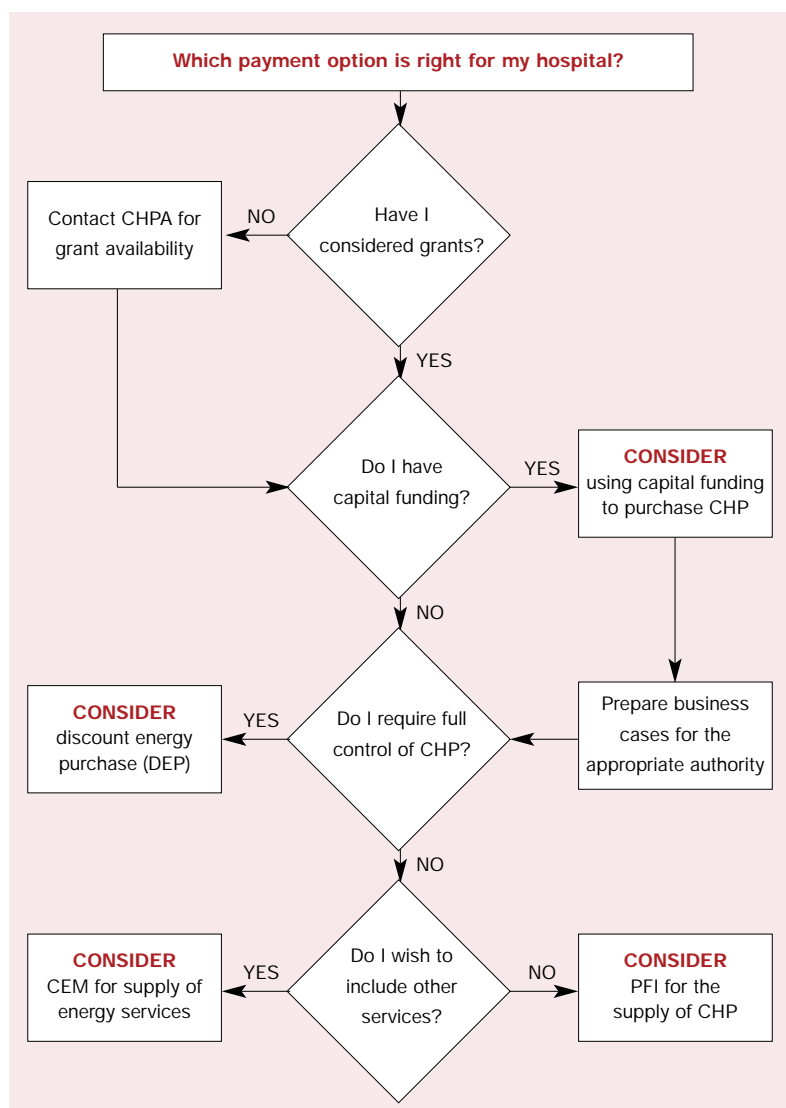 Which payment option is right for my hospital?
Have I
considered grants?
NO
Contact CHPA for
grant availability
YES
Do I have
capital funding?
YES
CONSIDER
using capital funding
to purchase CHP
NO
Prepare business
cases for the
appropriate authority
Do I require full
control of CHP?
YES
CONSIDER
discount energy
purchase (DEP)
NO
Do I wish to
include other
services?
YES
CONSIDER
CEM for supply of
energy services
NO
CONSIDER
PFI for the
supply of CHP